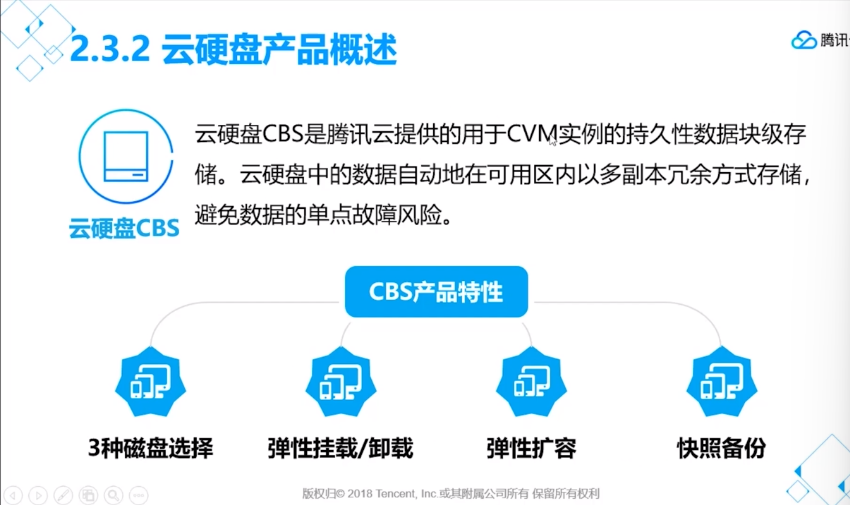 2.3.2 云硬盘产品概述
腾讯
云硬盘CBS是腾讯云提供的用于CVM实例的持久性数据块级存
储。云硬盘中的数据自动地在可用区内以多副本冗余方式存储，
避免数据的单点故障风险。
云硬盘CBS
CBS产品特性
3种磁盘选择
弹性挂载/卸载
弹性扩容
快照备份
版权归© 2018 Tencent, Inc.或其附属公司所有 保留所有权利